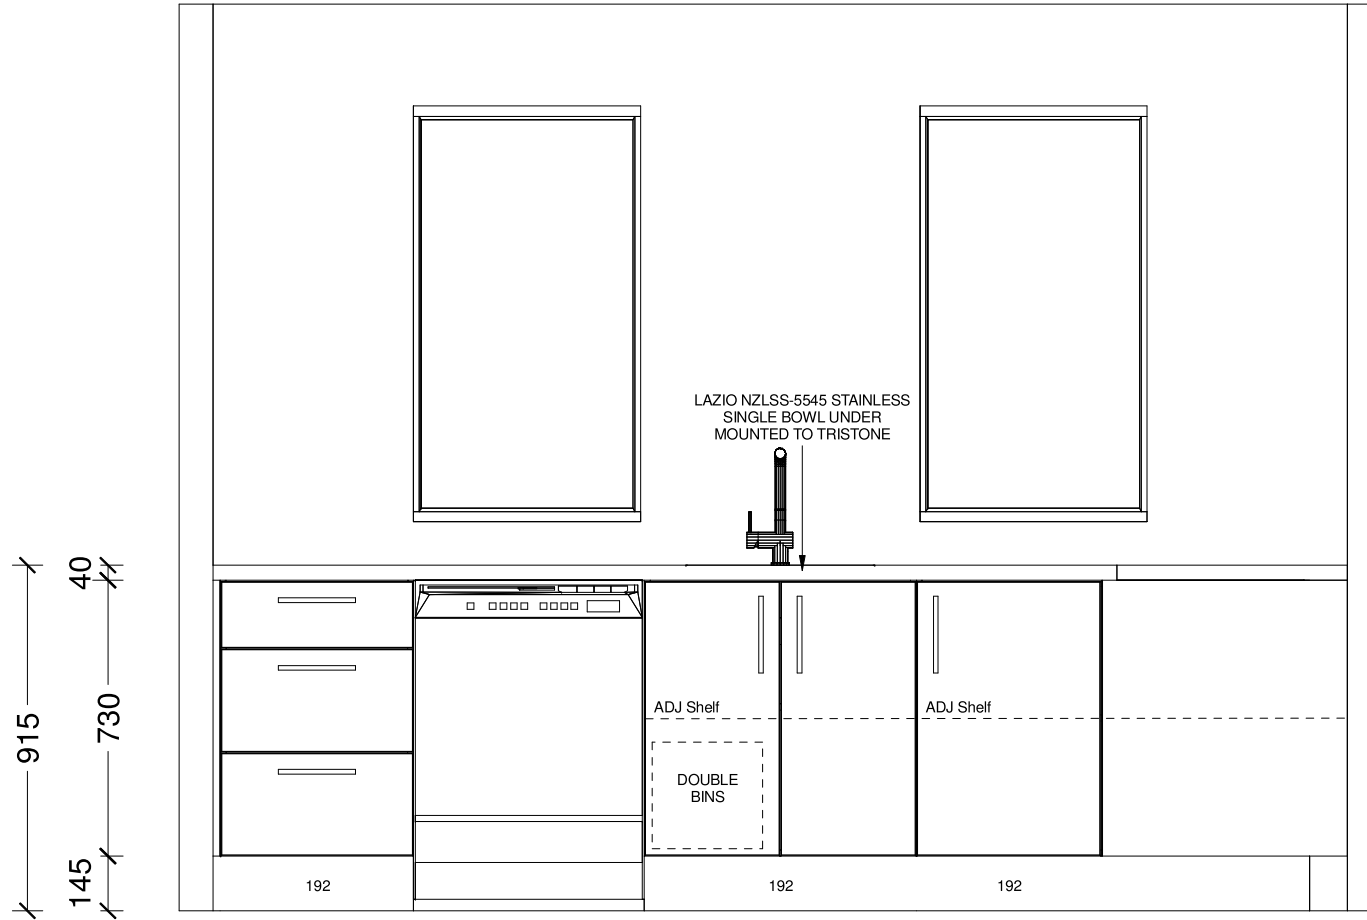 LAZIO NZLSS-5545 STAINLESS
SINGLE BOWL UNDER
MOUNTED TO TRISTONE
40
915
730
145
ADJ Shelf
ADJ Shelf
DOUBLE
BINS
192
192
192